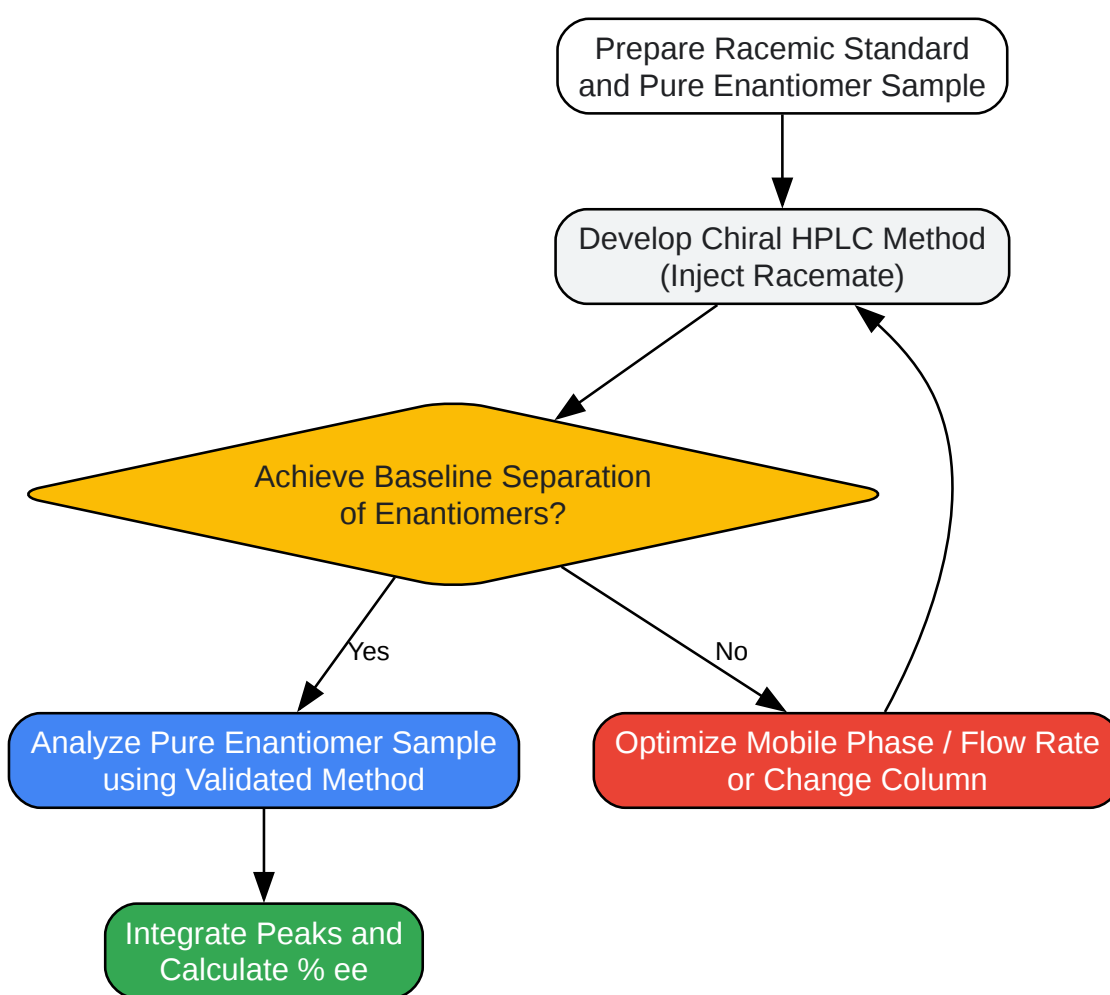 Prepare Racemic Standard
and Pure Enantiomer Sample
Develop Chiral HPLC Method
(Inject Racemate)
Achieve Baseline Separation
of Enantiomers?
Yes
No
Analyze Pure Enantiomer Sample
using Validated Method
Optimize Mobile Phase / Flow Rate
or Change Column
Integrate Peaks and
Calculate % ee